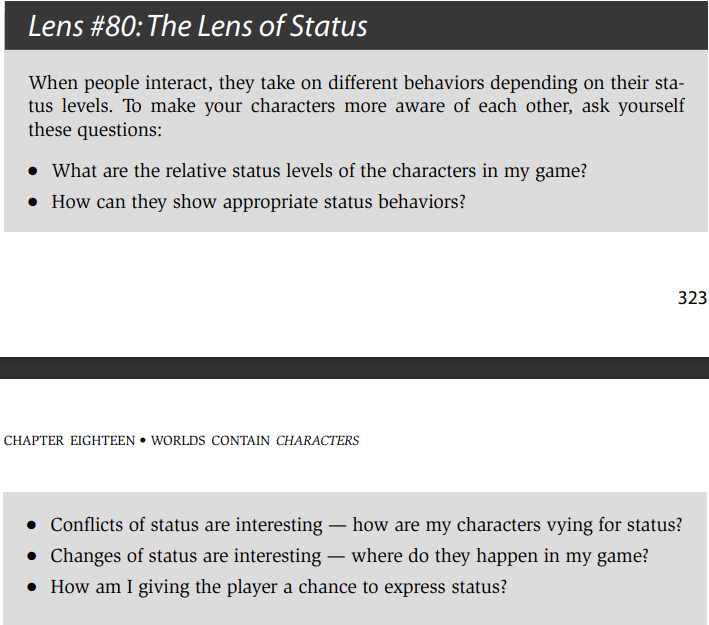 Lens #80: The Lens of Status
When people interact, they take on different behaviors depending on their sta-
tus levels. To make your characters more aware of each other, ask yourself
these questions:
● What are the relative status levels of the characters in my game?
● How can they show appropriate status behaviors?
323
CHAPTER EIGHTEEN • WORLDS CONTAIN CHARACTERS
● Conflicts of status are interesting — how are my characters vying for status?
● Changes of status are interesting — where do they happen in my game?
● How am I giving the player a chance to express status?